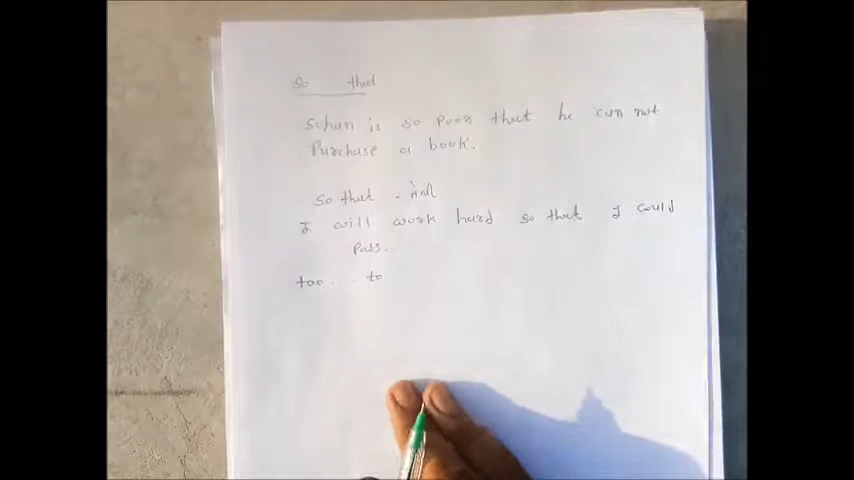 so that
Sohan is so poor that he can not
Purchase a book.
so that -
I will work hard so that I could
Pass.
too. . to